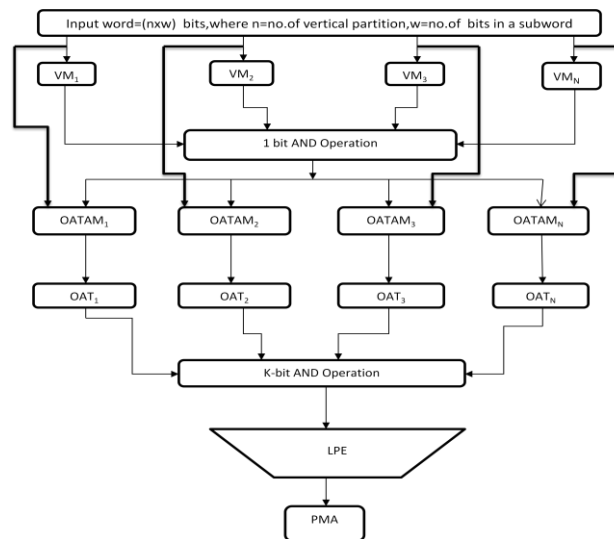 Input word=(nxw) bits,where n=no.of vertical partition,w=no.of bits in a subword
VM₁ VM₂ VM₃ VMN
1 bit AND Operation
OATAM₁ OATAM₂ OATAM₃ OATAMN
OAT₁ OAT₂ OAT₃ OATN
K-bit AND Operation
LPE
PMA